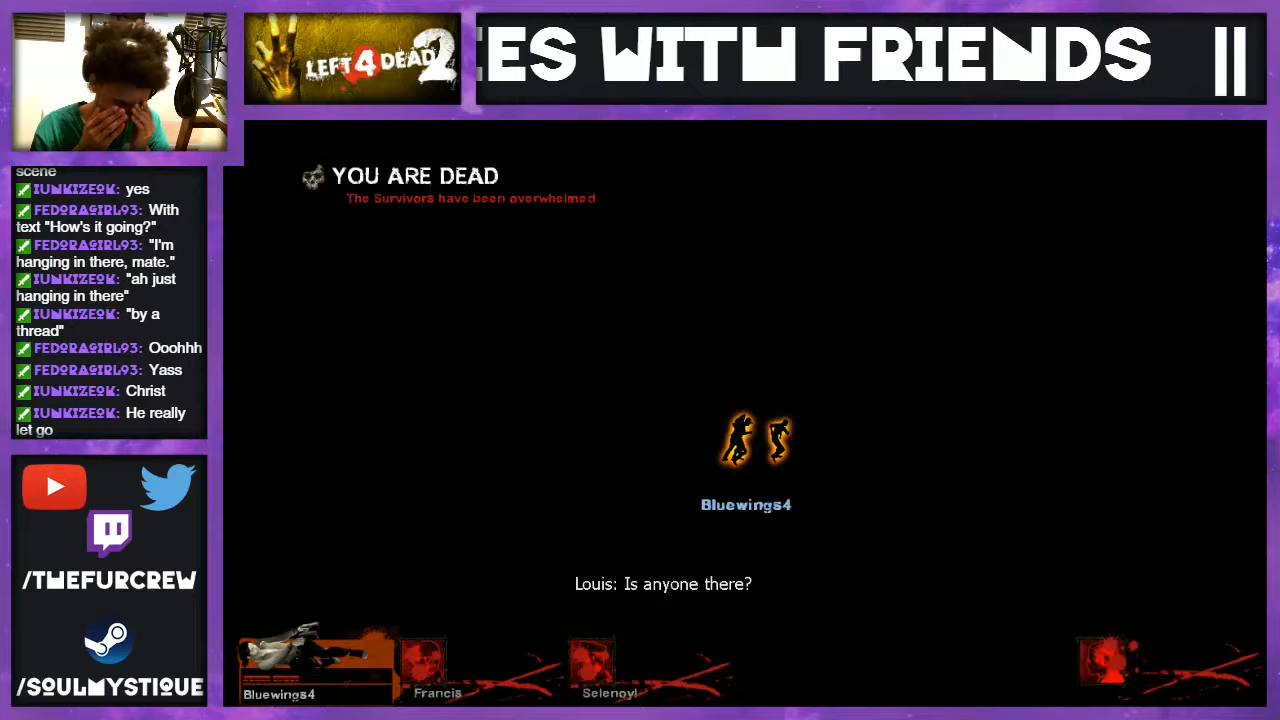 LEFT 4 DEAD 2
IES WITH FRIENDS ||
scene
IUNKIZEOK: yes
FEDORAGIRL93: With
text "How's it going?"
FEDORAGIRL93: "I'm
hanging in there, mate."
IUNKIZEOK: "ah just
hanging in there"
IUNKIZEOK: "by a
thread"
FEDORAGIRL93: Ooohhh
FEDORAGIRL93: Yass
IUNKIZEOK: Christ
IUNKIZEOK: He really
let go
/THEFURCREW
/SOULMYSTIQUE
YOU ARE DEAD
The Survivors have been overwhelmed
Bluewings4
Louis: Is anyone there?
Bluewings4
Francis
Selenoyl